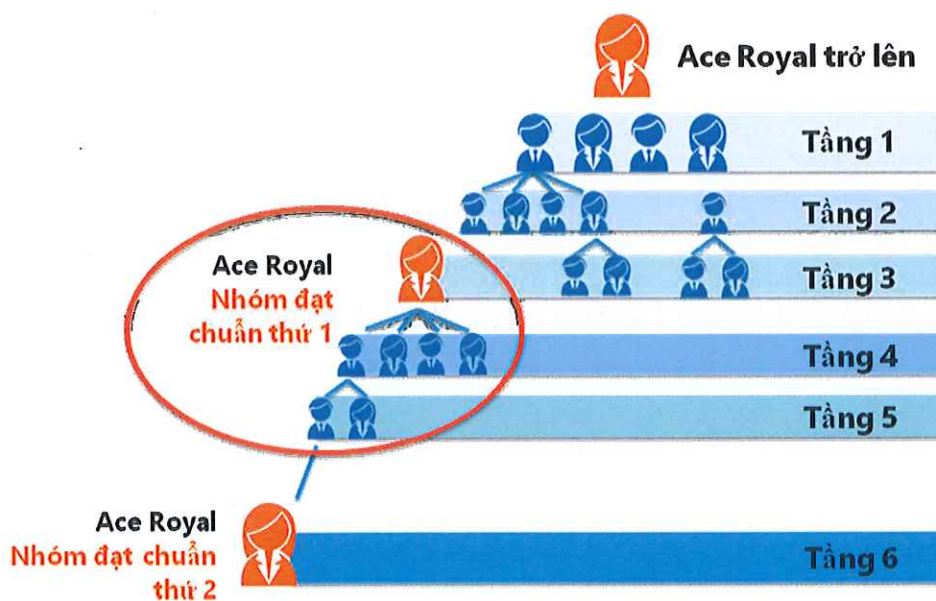 Ace Royal trở lên
Tầng 1
Tầng 2
Ace Royal
Nhóm đạt
chuẩn thứ 1
Tầng 3
Tầng 4
Tầng 5
Ace Royal
Nhóm đạt chuẩn
thứ 2
Tầng 6